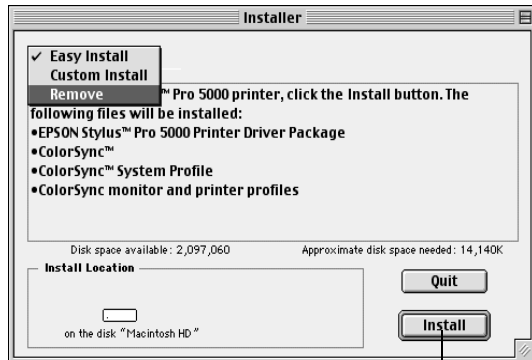 Installer
✓ Easy Install
Custom Install
Remove
™ Pro 5000 printer, click the Install button. The
following files will be installed:
•EPSON Stylus™ Pro 5000 Printer Driver Package
•ColorSync™
•ColorSync™ System Profile
•ColorSync monitor and printer profiles
Disk space available: 2,097,060 Approximate disk space needed: 14,140K
Install Location
on the disk "Macintosh HD"
Quit
Install